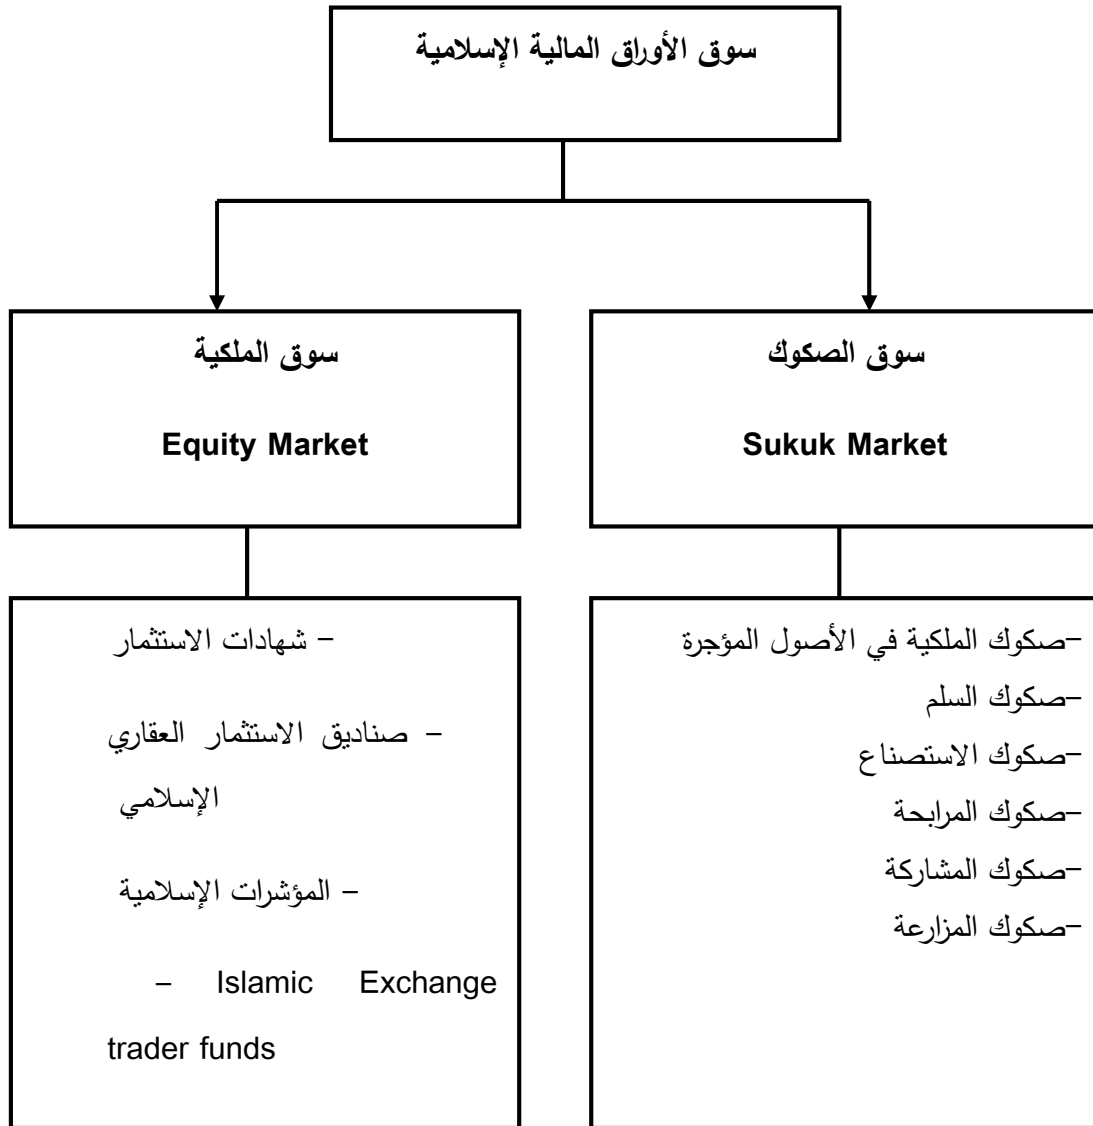 سوق الأوراق المالية الإسلامية
سوق الصكوك
Sukuk Market
سوق الملكية
Equity Market
-صكوك الملكية في الأصول المؤجرة
-صكوك السلم
-صكوك الاستصناع
-صكوك المرابحة
-صكوك المشاركة
-صكوك المزارعة
- شهادات الاستثمار
- صناديق الاستثمار العقاري
الإسلامي
- المؤشرات الإسلامية
- Islamic Exchange
trader funds